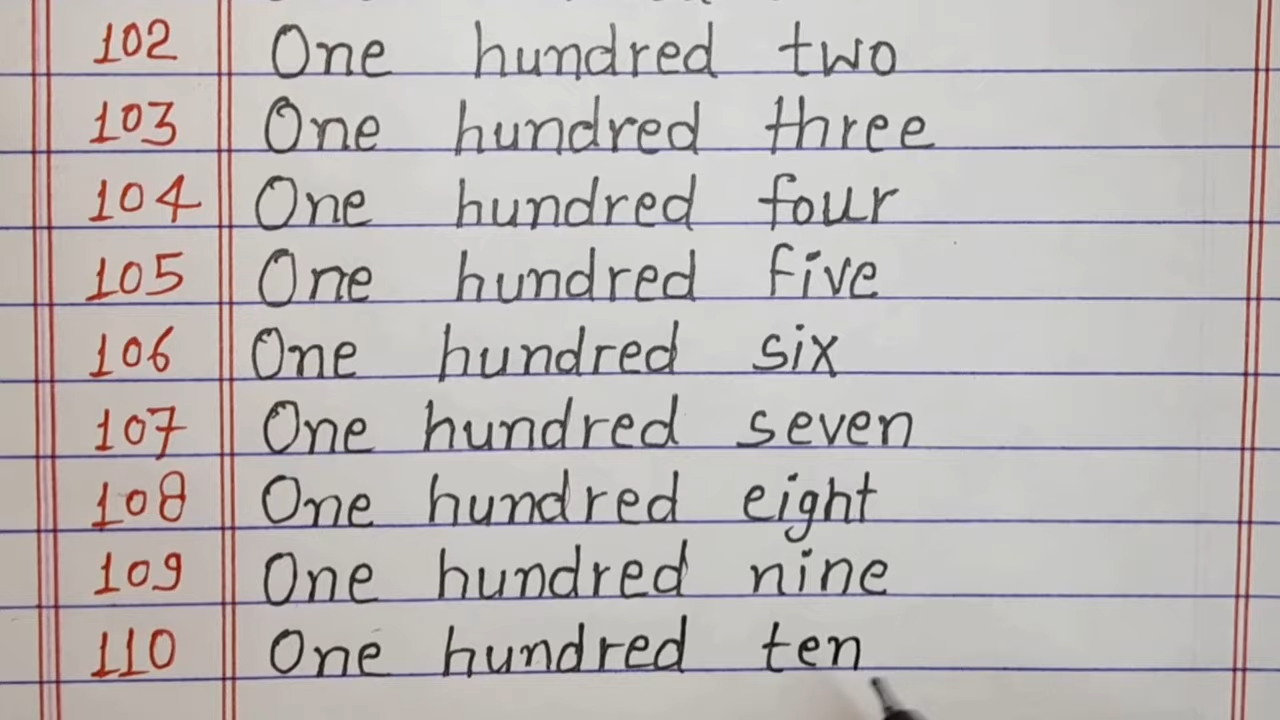 102 One hundred two
103 One hundred three
104 One hundred four
105 One hundred five
106 One hundred six
107 One hundred seven
108 One hundred eight
109 One hundred nine
110 One hundred ten